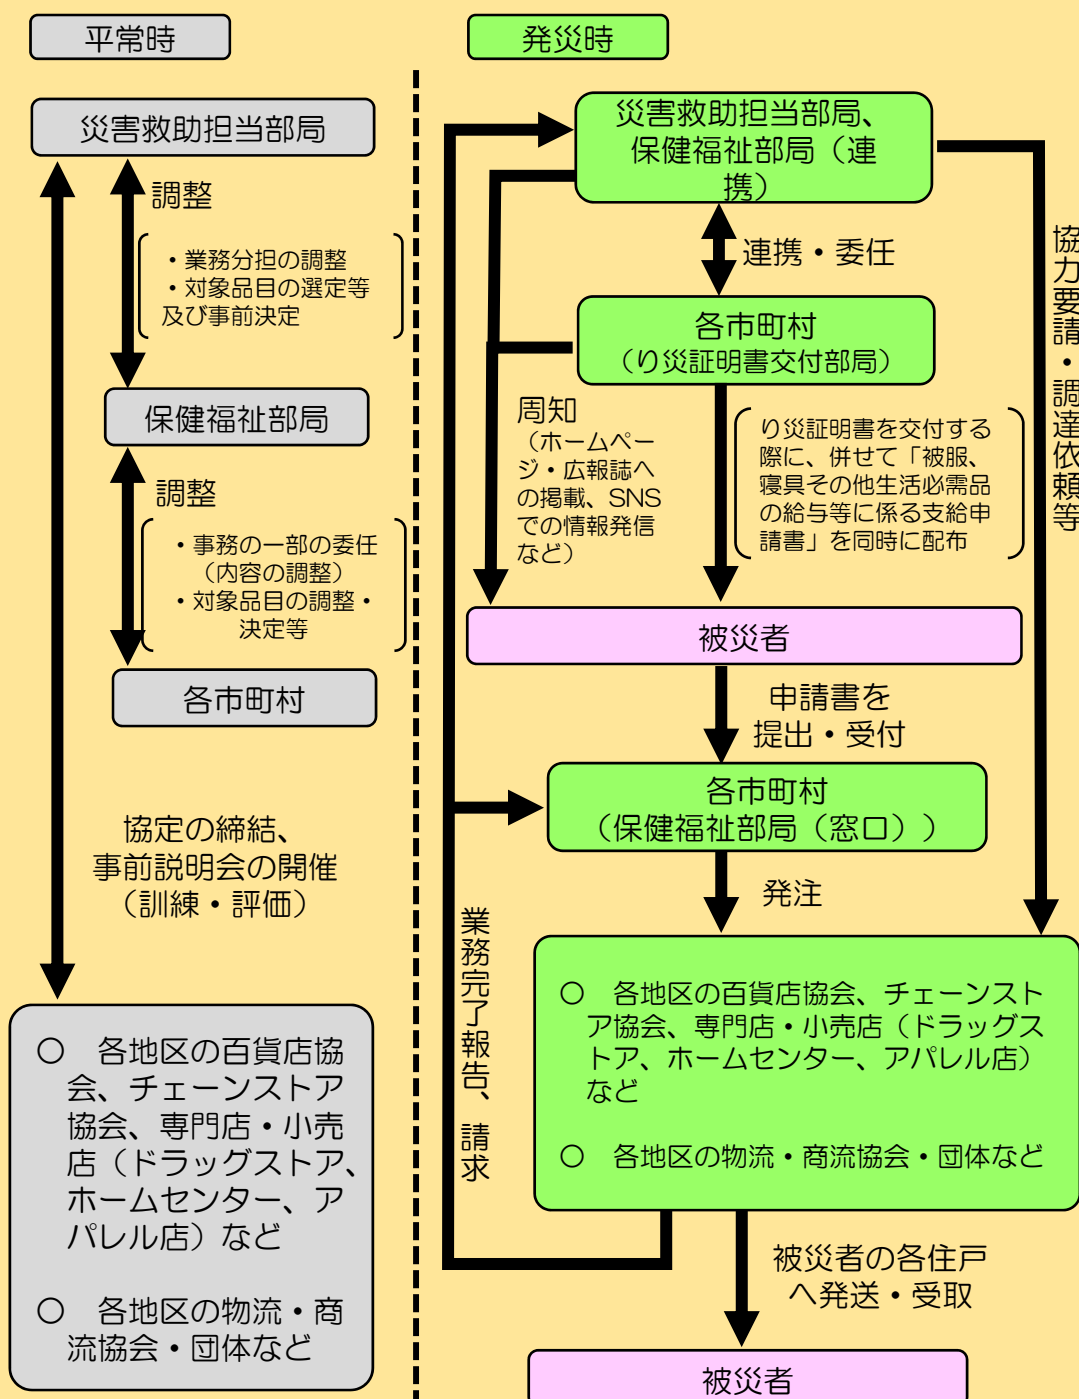 平常時
災害救助担当部局
調整
・業務分担の調整
・対象品目の選定等
及び事前決定
保健福祉部局
調整
・事務の一部の委任
（内容の調整）
・対象品目の調整・
決定等
各市町村
協定の締結、
事前説明会の開催
（訓練・評価）
○　各地区の百貨店協
会、チェーンストア
協会、専門店・小売
店（ドラッグストア、
ホームセンター、ア
パレル店）など
○　各地区の物流・商
流協会・団体など
発災時
災害救助担当部局、
保健福祉部局（連
携）
連携・委任
各市町村
（り災証明書交付部局）
周知
（ホームペー
ジ・広報誌へ
の掲載、SNS
での情報発信
など）
り災証明書を交付する
際に、併せて「被服、
寝具その他生活必需品
の給与等に係る支給申
請書」を同時に配布
協力要請・調達依頼等
被災者
申請書を
提出・受付
各市町村
（保健福祉部局（窓口））
発注
業務完了報告、請求
○　各地区の百貨店協会、チェーンスト
ア協会、専門店・小売店（ドラッグス
トア、ホームセンター、アパレル店）
など
○　各地区の物流・商流協会・団体など
被災者の各住戸
へ発送・受取
被災者